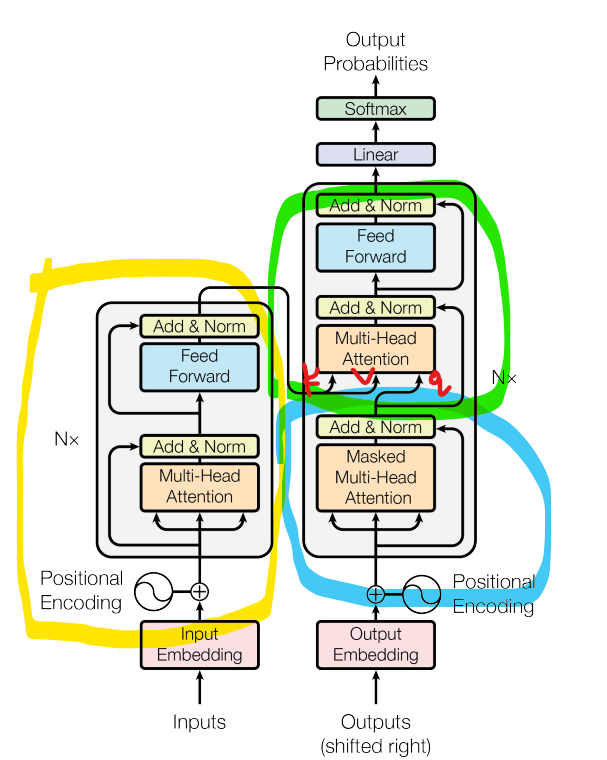 Output
Probabilities
Softmax
Linear
Add & Norm
Feed
Forward
Add & Norm
Multi-Head
Attention
k v q
N×
Add & Norm
Masked
Multi-Head
Attention
Positional
Encoding
Output
Embedding
Outputs
(shifted right)
Add & Norm
Feed
Forward
N×
Add & Norm
Multi-Head
Attention
Positional
Encoding
Input
Embedding
Inputs